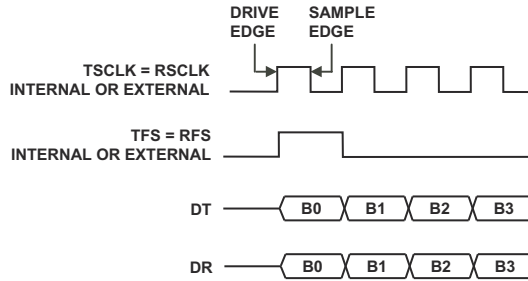 DRIVE EDGE
SAMPLE EDGE
TSCLK = RSCLK
INTERNAL OR EXTERNAL
TFS = RFS
INTERNAL OR EXTERNAL
DT B0 B1 B2 B3
DR B0 B1 B2 B3